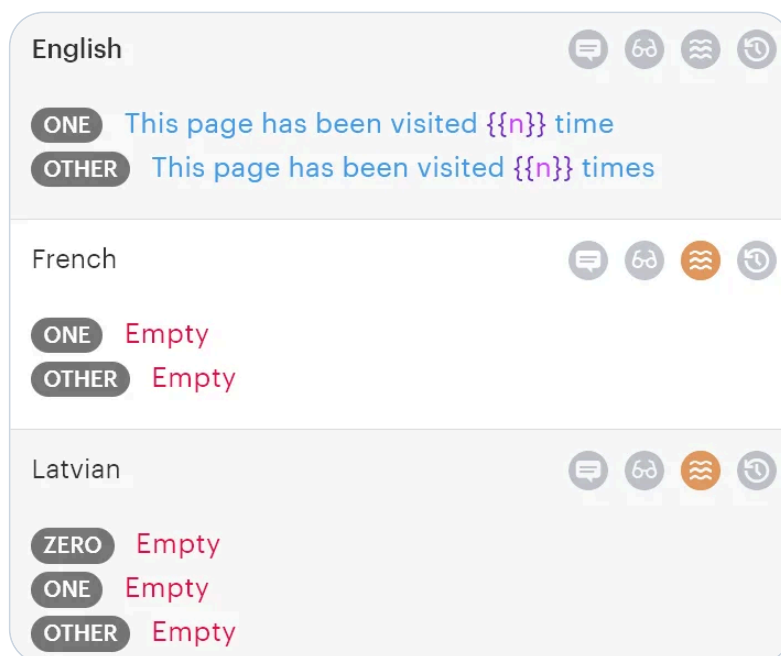 English
ONE This page has been visited {{n}} time
OTHER This page has been visited {{n}} times
French
ONE Empty
OTHER Empty
Latvian
ZERO Empty
ONE Empty
OTHER Empty